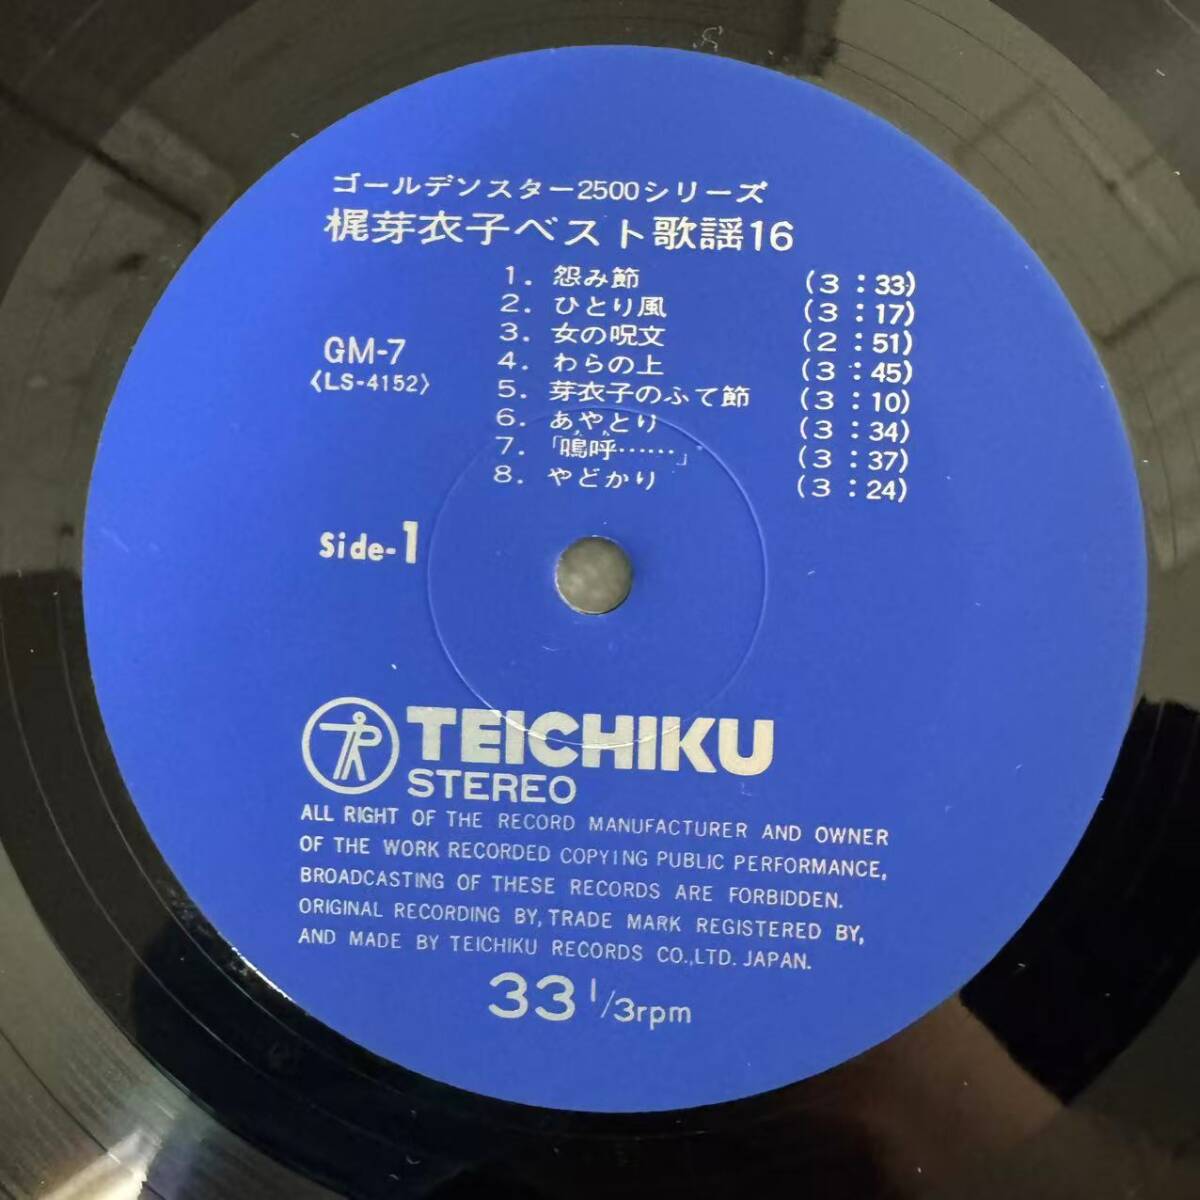 ゴールデンスター2500シリーズ
梶芽衣子ベスト歌謡16
GM-7
〈LS-4152〉
1. 怨み節 (3:33)
2. ひとり風 (3:17)
3. 女の呪文 (2:51)
4. わらの上 (3:45)
5. 芽衣子のふて節 (3:10)
6. あやとり (3:34)
7. 「嗚呼……」 (3:37)
8. やどかり (3:24)
Side-1
TEICHIKU
STEREO
ALL RIGHT OF THE RECORD MANUFACTURER AND OWNER
OF THE WORK RECORDED COPYING PUBLIC PERFORMANCE,
BROADCASTING OF THESE RECORDS ARE FORBIDDEN.
ORIGINAL RECORDING BY, TRADE MARK REGISTERED BY,
AND MADE BY TEICHIKU RECORDS CO.,LTD. JAPAN.
33 1/3rpm